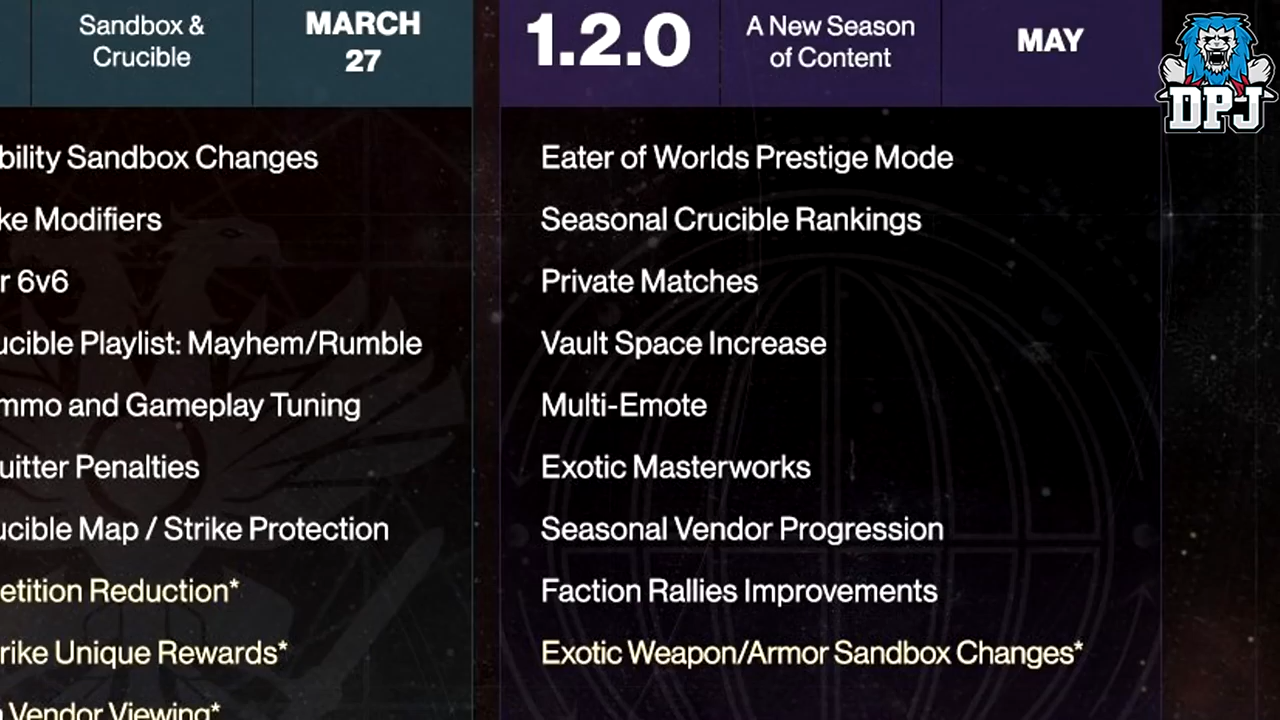 Sandbox &
Crucible
MARCH
27
bility Sandbox Changes
ke Modifiers
r 6v6
ucible Playlist: Mayhem/Rumble
mmo and Gameplay Tuning
uitter Penalties
ucible Map / Strike Protection
etition Reduction*
rike Unique Rewards*
Vendor Viewing*
1.2.0
A New Season
of Content
MAY
Eater of Worlds Prestige Mode
Seasonal Crucible Rankings
Private Matches
Vault Space Increase
Multi-Emote
Exotic Masterworks
Seasonal Vendor Progression
Faction Rallies Improvements
Exotic Weapon/Armor Sandbox Changes*
DPJ